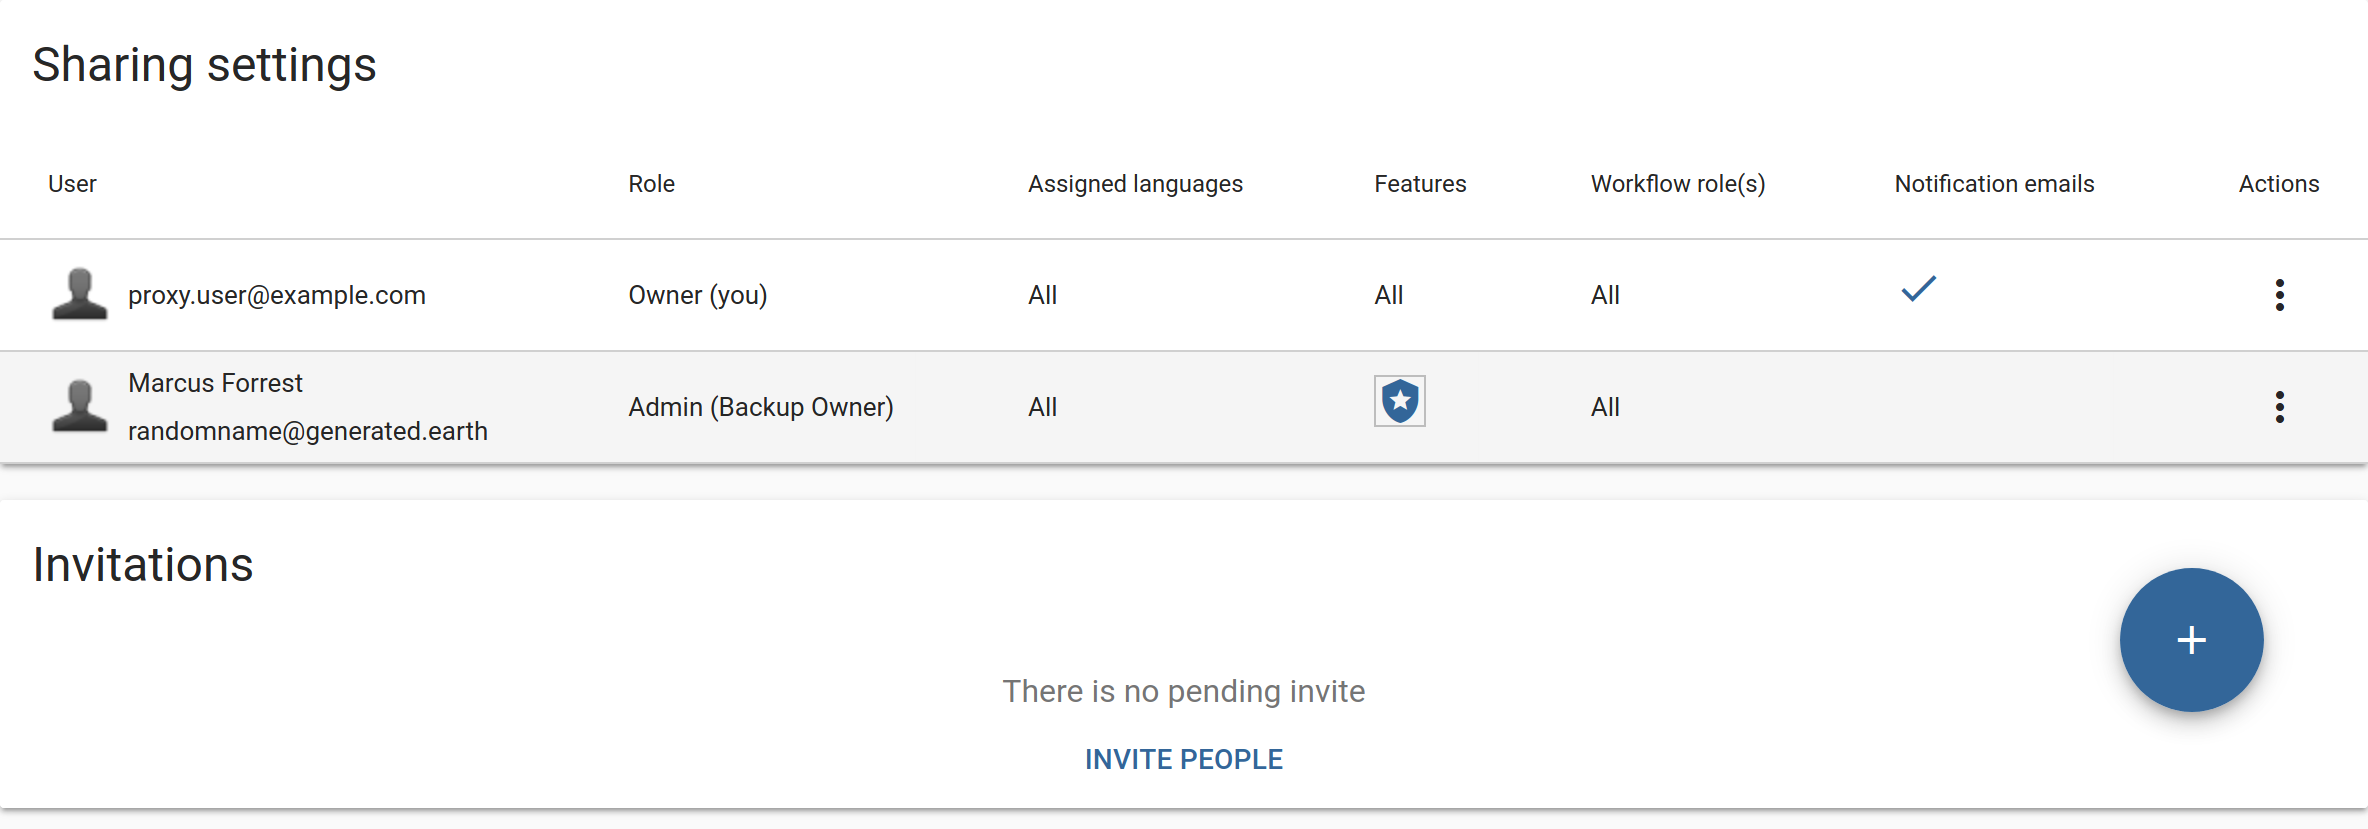 Sharing settings
User Role Assigned languages Features Workflow role(s) Notification emails Actions
proxy.user@example.com Owner (you) All All All
Marcus Forrest
randomname@generated.earth Admin (Backup Owner) All All
Invitations
There is no pending invite
INVITE PEOPLE